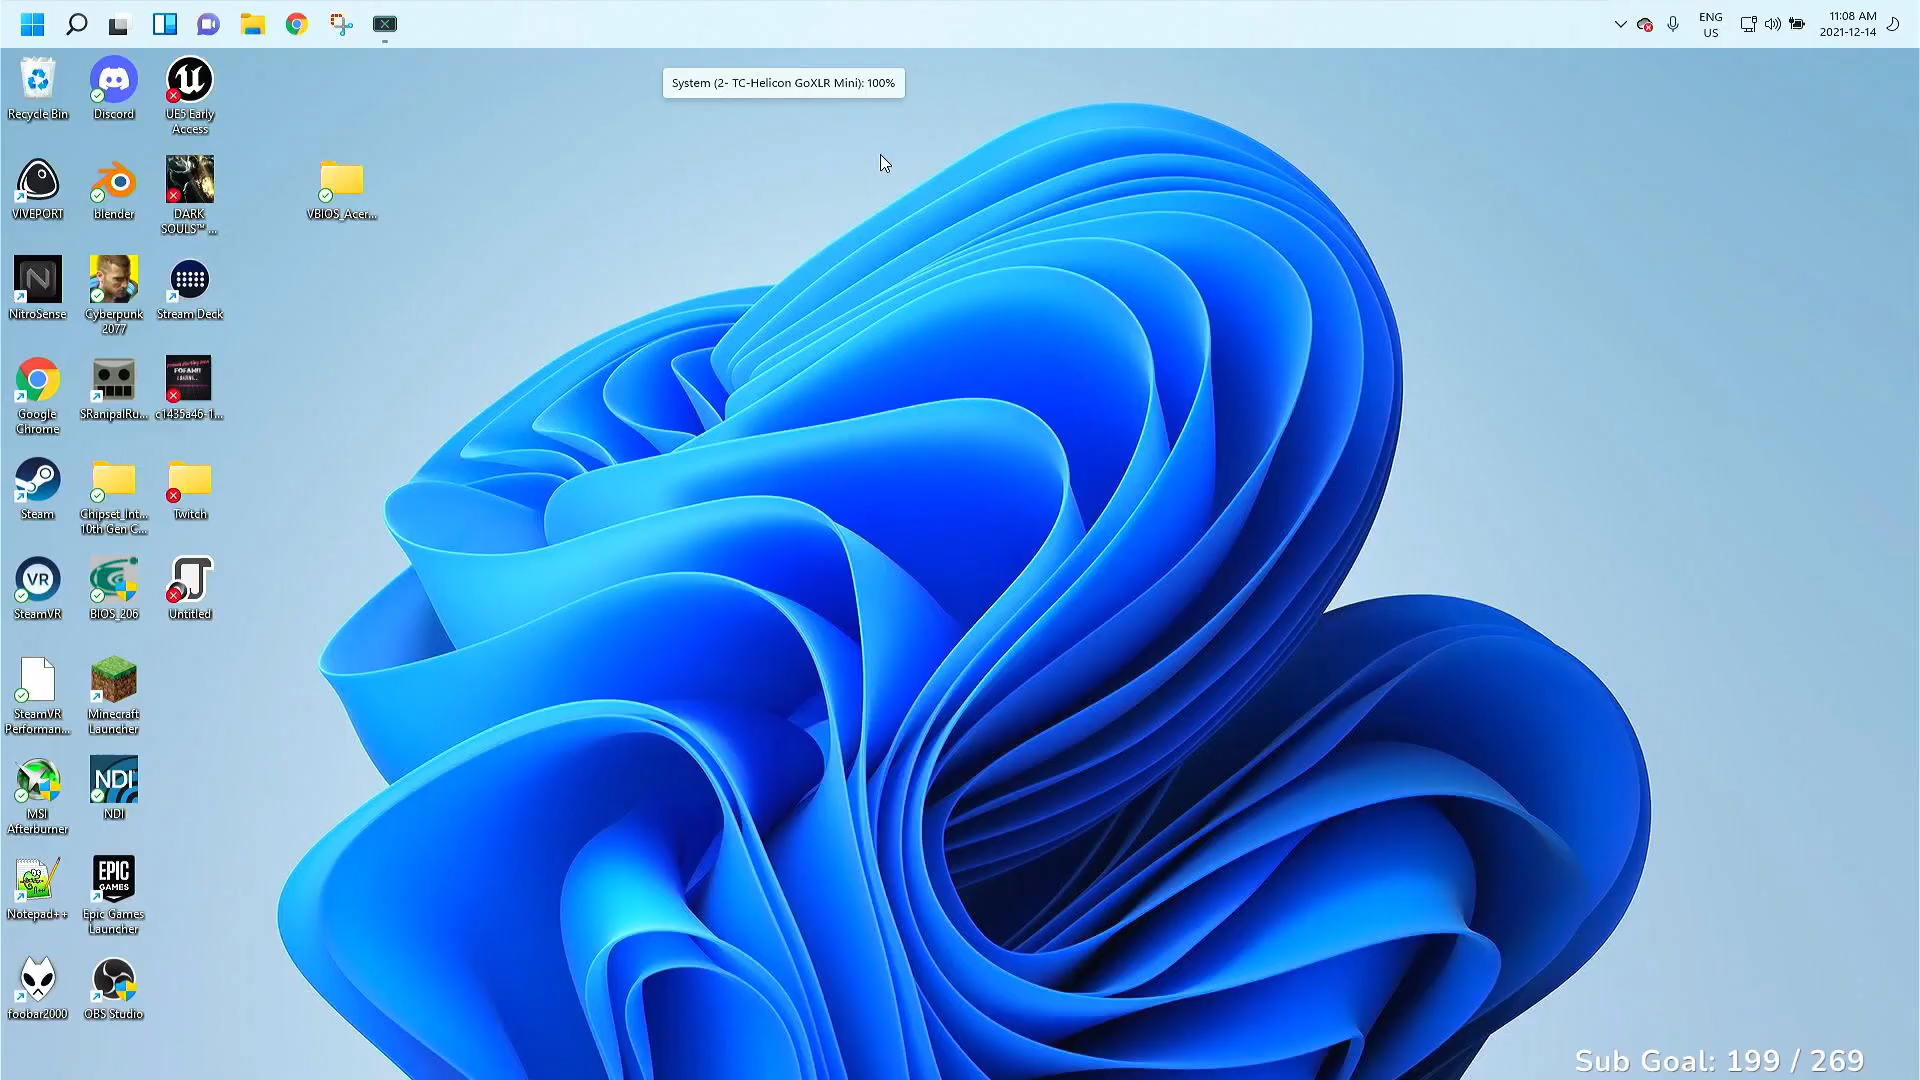 ENG
US
11:08 AM
2021-12-14
System (2- TC-Helicon GoXLR Mini): 100%
Recycle Bin
Discord
UE5 Early
Access
VIVEPORT
blender
DARK
SOULS™ ...
VBIOS_Acer...
N
NitroSense
Cyberpunk
2077
Stream Deck
Google
Chrome
SRanipalRu...
c1435a46-1...
Steam
Chipset_Int...
10th Gen C...
Twitch
VR
SteamVR
BIOS_206
Untitled
SteamVR
Performan...
Minecraft
Launcher
MSI
Afterburner
NDI
NDI
Notepad++
EPIC
GAMES
Epic Games
Launcher
foobar2000
OBS Studio
Sub Goal: 199 / 269